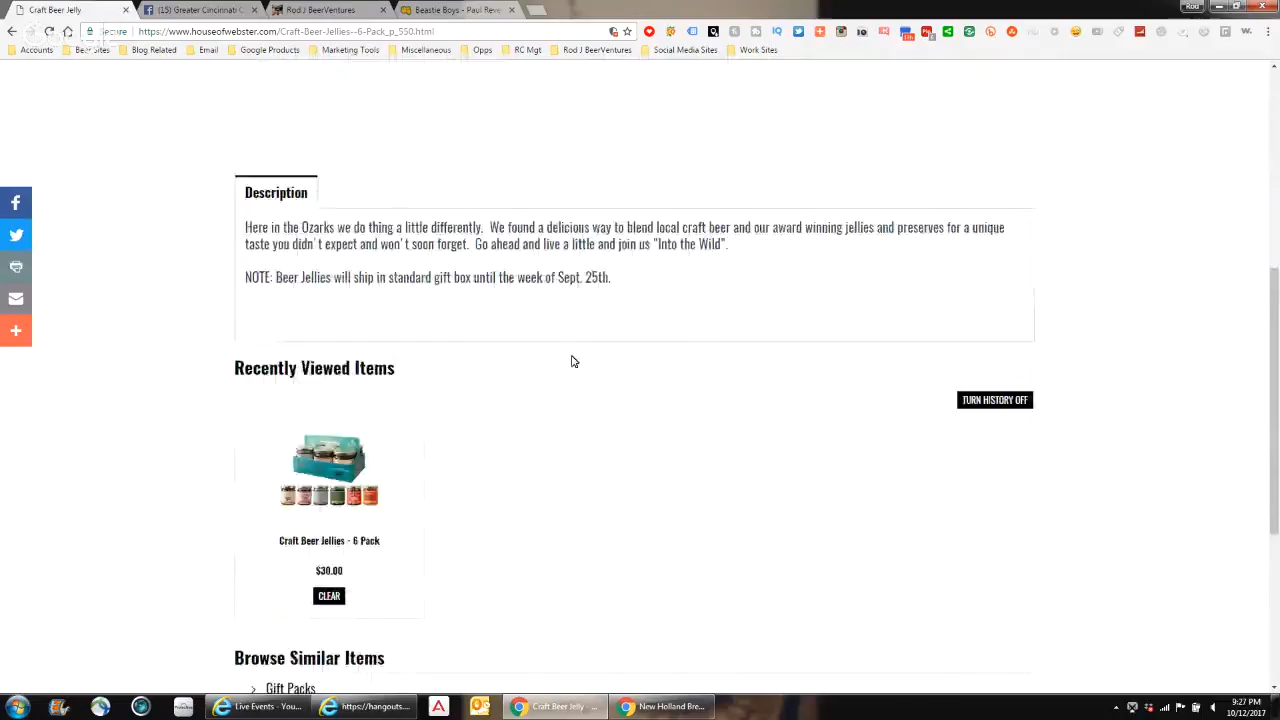 Craft Beer Jelly
(15) Greater Cincinnati C
Rod J BeerVentures
Beastie Boys - Paul Reve
Rod
Secure
https://www.houseofwebster.com/Craft-Beer-Jellies--6-Pack_p_550.html
Accounts
Beer Sites
Blog Related
Fun
Google Products
Marketing Tools
Miscellaneous
Opps
RC Mgt
Rod J BeerVentures
Social Media Sites
Work Sites
Description
Here in the Ozarks we do thing a little differently. We found a delicious way to blend local craft beer and our award winning jellies and preserves for a unique
taste you didn't expect and won't soon forget. Go ahead and live a little and join us "Into the Wild".
NOTE: Beer Jellies will ship in standard gift box until the week of Sept. 25th.
Recently Viewed Items
TURN HISTORY OFF
Craft Beer Jellies - 6 Pack
$30.00
CLEAR
Browse Similar Items
Gift Packs
Live Events - You...
https://hangouts....
Craft Beer Jelly - ...
New Holland Bre...
9:27 PM
10/12/2017